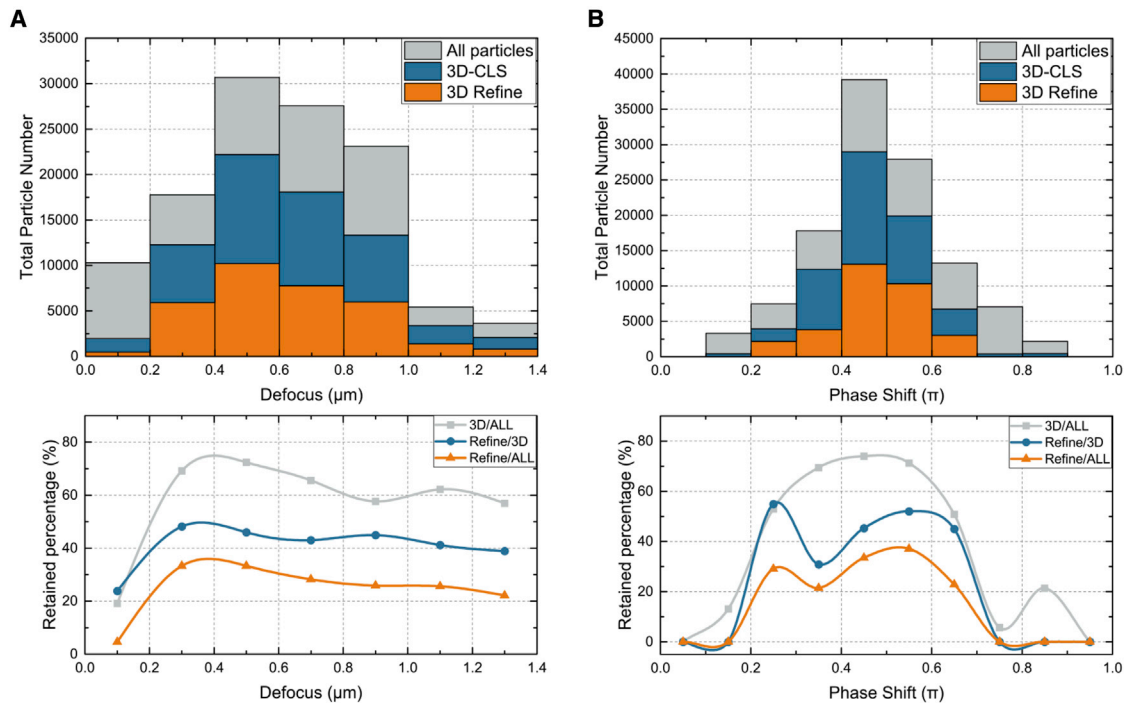 A
35000
30000
25000
20000
15000
10000
5000
0
Total Particle Number
All particles
3D-CLS
3D Refine
0.0 0.2 0.4 0.6 0.8 1.0 1.2 1.4
Defocus (μm)
80
60
40
20
0
Retained percentage (%)
3D/ALL
Refine/3D
Refine/ALL
0.0 0.2 0.4 0.6 0.8 1.0 1.2 1.4
Defocus (μm)
B
45000
40000
35000
30000
25000
20000
15000
10000
5000
0
Total Particle Number
All particles
3D-CLS
3D Refine
0.0 0.2 0.4 0.6 0.8 1.0
Phase Shift (π)
80
60
40
20
0
Retained percentage (%)
3D/ALL
Refine/3D
Refine/ALL
0.0 0.2 0.4 0.6 0.8 1.0
Phase Shift (π)